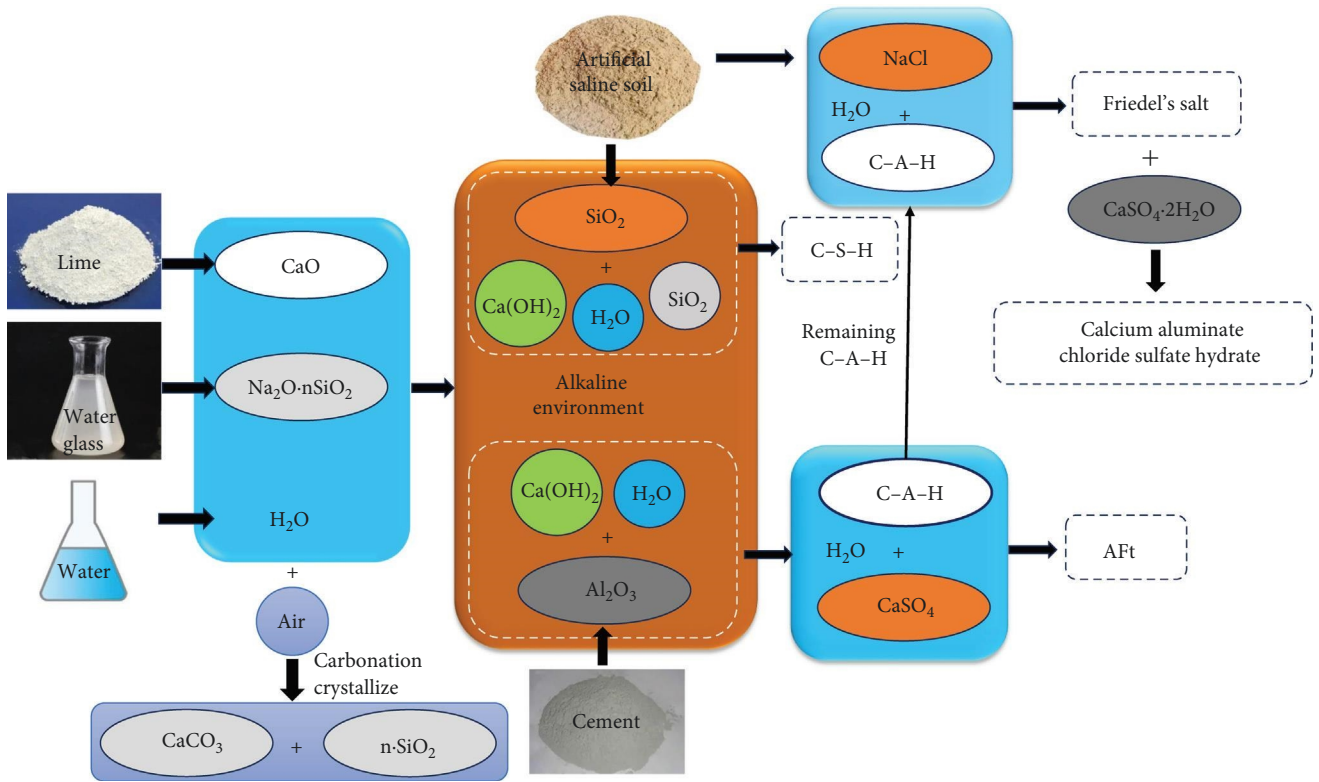 Artificial
saline soil
NaCl
H₂O +
C–A–H
Friedel's salt
+
CaSO₄·2H₂O
Calcium aluminate
chloride sulfate hydrate
Lime
CaO
Water
glass
Na₂O·nSiO₂
Water
H₂O
+
Air
Carbonation
crystallize
CaCO₃ + n·SiO₂
SiO₂
+
Ca(OH)₂ H₂O SiO₂
C–S–H
Alkaline
environment
Remaining
C–A–H
Ca(OH)₂ H₂O
+
Al₂O₃
Cement
C–A–H
H₂O +
CaSO₄
AFt